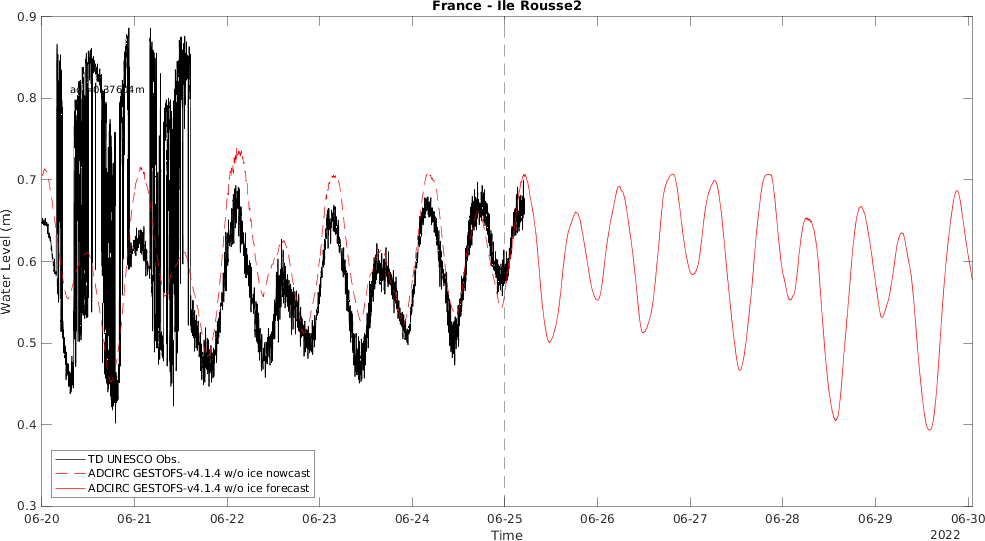 France - Ile Rousse2
0.9
0.8
0.7
0.6
0.5
0.4
0.3
Water Level (m)
TD UNESCO Obs.
ADCIRC GESTOFS-v4.1.4 w/o ice nowcast
ADCIRC GESTOFS-v4.1.4 w/o ice forecast
06-20 06-21 06-22 06-23 06-24 06-25 06-26 06-27 06-28 06-29 06-30
Time
2022